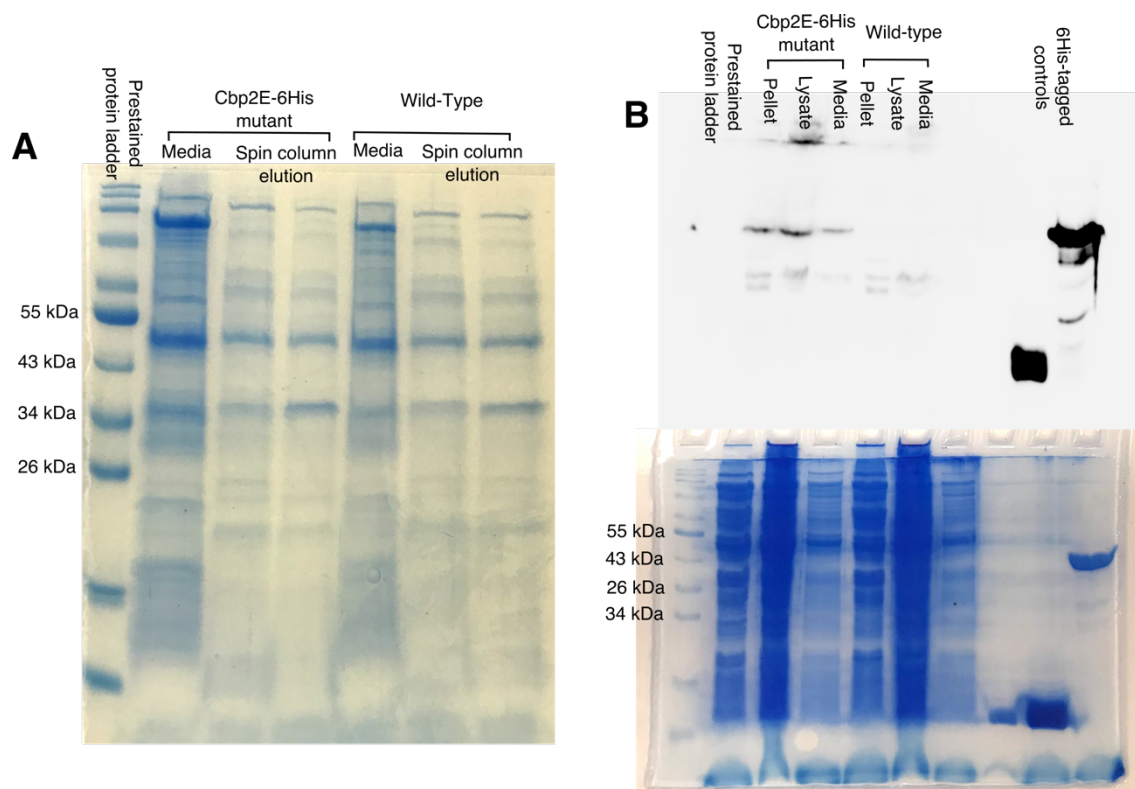 A
Prestained
protein ladder
Cbp2E-6His
mutant
Wild-Type
Media
Spin column
elution
Media
Spin column
elution
55 kDa
43 kDa
34 kDa
26 kDa
B
Prestained
protein ladder
Cbp2E-6His
mutant
Wild-type
Pellet
Lysate
Media
Pellet
Lysate
Media
6His-tagged
controls
55 kDa
43 kDa
26 kDa
34 kDa